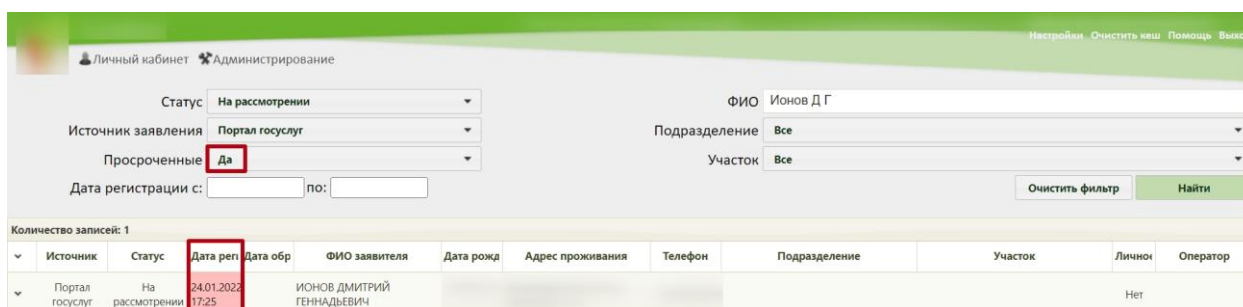 Настройки Очистить кеш Помощь Выхо
Личный кабинет Администрирование
Статус На рассмотрении ФИО Ионов Д Г
Источник заявления Портал госуслуг Подразделение Все
Просроченные Да Участок Все
Дата регистрации с: по: Очистить фильтр Найти
Количество записей: 1
Источник Статус Дата реги Дата обр ФИО заявителя Дата рожд Адрес проживания Телефон Подразделение Участок Личное Оператор
Портал На 24.01.2022 ИОНОВ ДМИТРИЙ Нет
госуслуг рассмотрении 17:25 ГЕННАДЬЕВИЧ